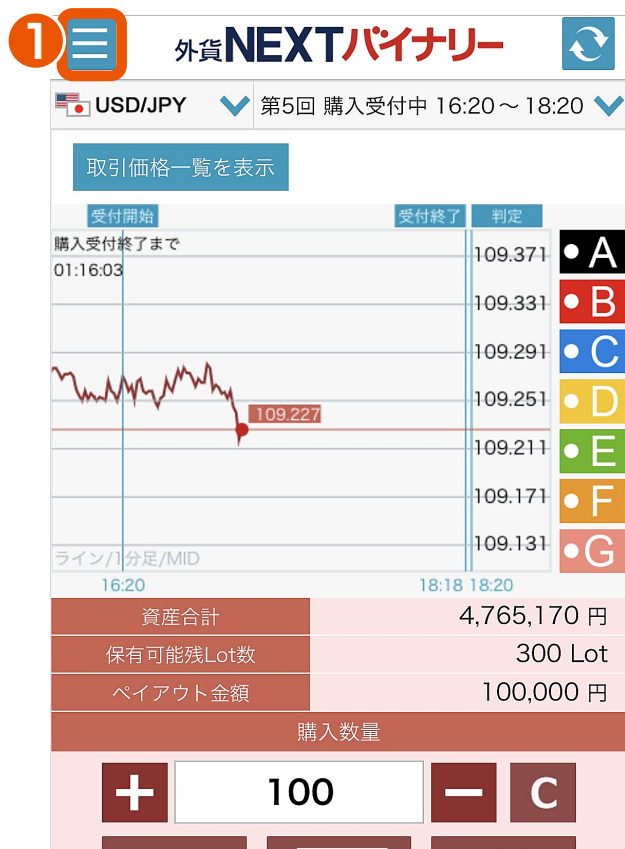 1
外貨NEXTバイナリー
USD/JPY 第5回 購入受付中 16:20～18:20
取引価格一覧を表示
受付開始 受付終了 判定
購入受付終了まで
01:16:03
109.371 A
109.331 B
109.291 C
109.251 D
109.227
109.211 E
109.171 F
109.131 G
ライン/1分足/MID
16:20 18:18 18:20
資産合計 4,765,170 円
保有可能残Lot数 300 Lot
ペイアウト金額 100,000 円
購入数量
+ 100 − C